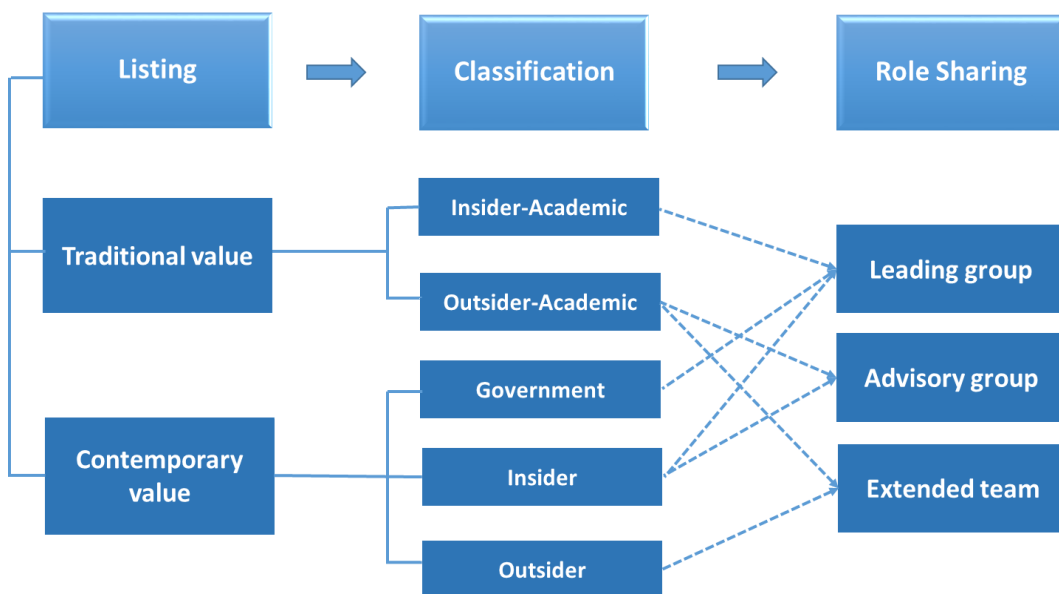 Listing
Classification
Role Sharing
Traditional value
Insider-Academic
Outsider-Academic
Leading group
Government
Advisory group
Contemporary
value
Insider
Extended team
Outsider